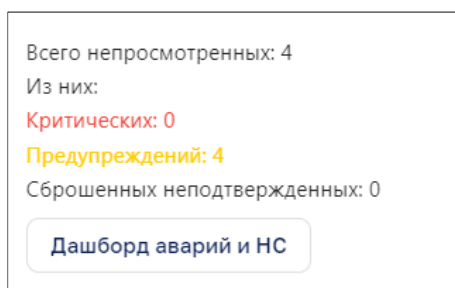 Всего непросмотренных: 4
Из них:
Критических: 0
Предупреждений: 4
Сброшенных неподтвержденных: 0
Дашборд аварий и НС